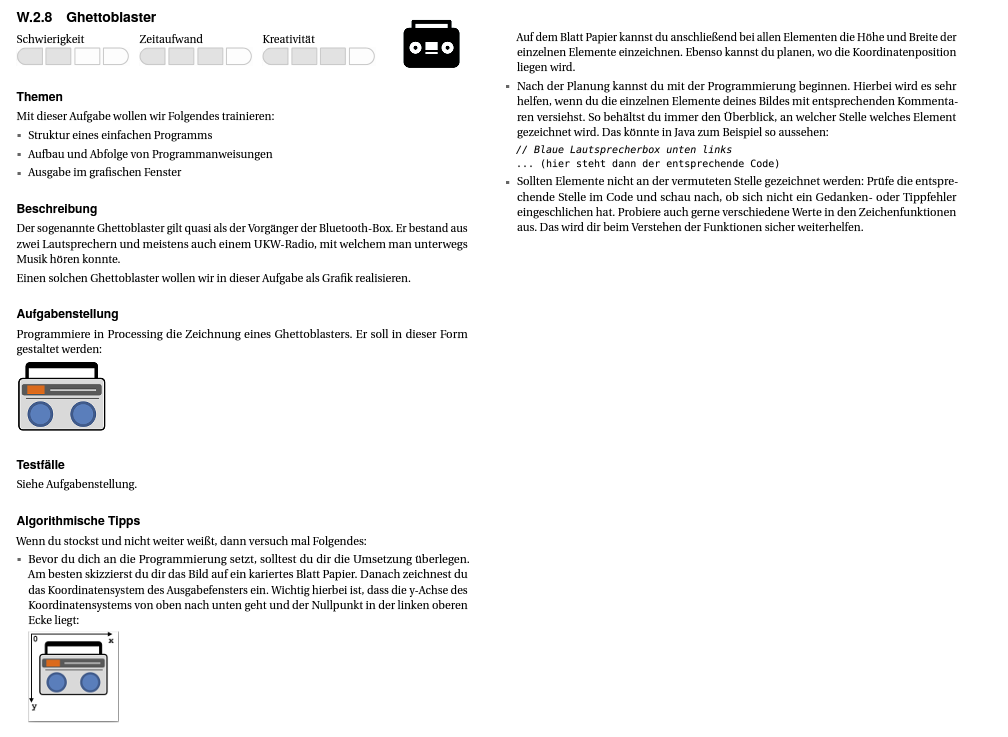 W.2.8 Ghettoblaster
Schwierigkeit Zeitaufwand Kreativität
Themen
Mit dieser Aufgabe wollen wir Folgendes trainieren:
▪ Struktur eines einfachen Programms
▪ Aufbau und Abfolge von Programmanweisungen
▪ Ausgabe im grafischen Fenster
Beschreibung
Der sogenannte Ghettoblaster gilt quasi als der Vorgänger der Bluetooth-Box. Er bestand aus
zwei Lautsprechern und meistens auch einem UKW-Radio, mit welchem man unterwegs
Musik hören konnte.
Einen solchen Ghettoblaster wollen wir in dieser Aufgabe als Grafik realisieren.
Aufgabenstellung
Programmiere in Processing die Zeichnung eines Ghettoblasters. Er soll in dieser Form
gestaltet werden:
Testfälle
Siehe Aufgabenstellung.
Algorithmische Tipps
Wenn du stockst und nicht weiter weißt, dann versuch mal Folgendes:
▪ Bevor du dich an die Programmierung setzt, solltest du dir die Umsetzung überlegen.
Am besten skizzierst du dir das Bild auf ein kariertes Blatt Papier. Danach zeichnest du
das Koordinatensystem des Ausgabefensters ein. Wichtig hierbei ist, dass die y-Achse des
Koordinatensystems von oben nach unten geht und der Nullpunkt in der linken oberen
Ecke liegt:
0 x
y
Auf dem Blatt Papier kannst du anschließend bei allen Elementen die Höhe und Breite der
einzelnen Elemente einzeichnen. Ebenso kannst du planen, wo die Koordinatenposition
liegen wird.
▪ Nach der Planung kannst du mit der Programmierung beginnen. Hierbei wird es sehr
helfen, wenn du die einzelnen Elemente deines Bildes mit entsprechenden Kommenta-
ren versiehst. So behältst du immer den Überblick, an welcher Stelle welches Element
gezeichnet wird. Das könnte in Java zum Beispiel so aussehen:
// Blaue Lautsprecherbox unten links
... (hier steht dann der entsprechende Code)
▪ Sollten Elemente nicht an der vermuteten Stelle gezeichnet werden: Prüfe die entspre-
chende Stelle im Code und schau nach, ob sich nicht ein Gedanken- oder Tippfehler
eingeschlichen hat. Probiere auch gerne verschiedene Werte in den Zeichenfunktionen
aus. Das wird dir beim Verstehen der Funktionen sicher weiterhelfen.